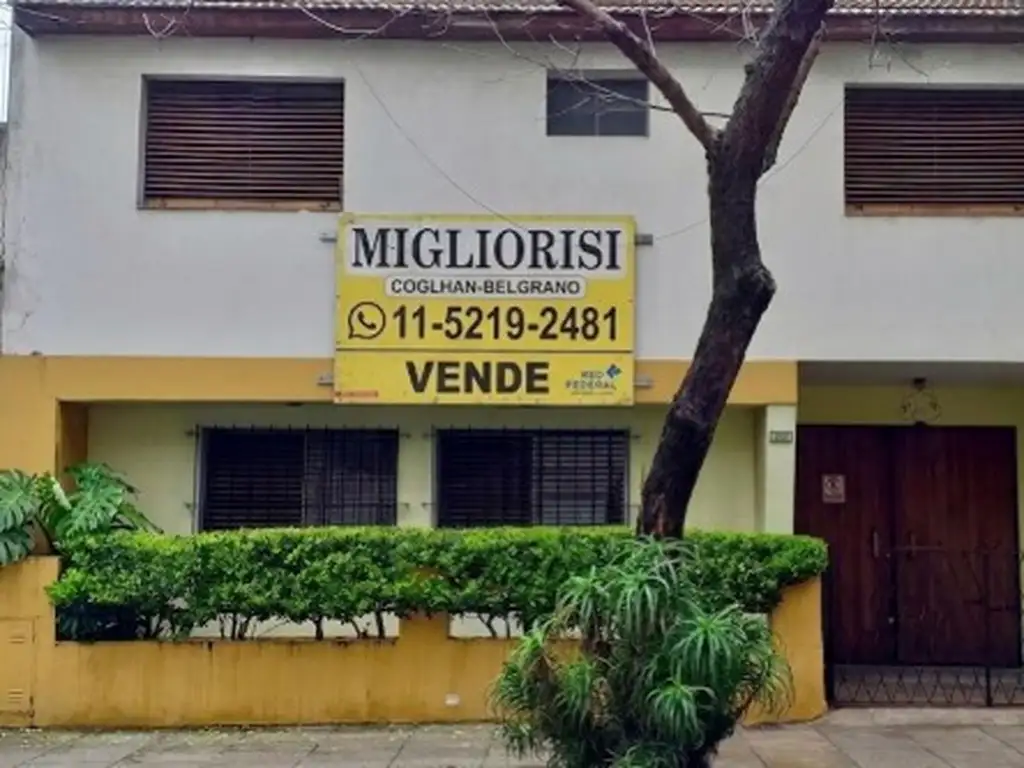 MIGLIORISI
COGLHAN-BELGRANO
11-5219-2481
VENDE
RED
FEDERAL